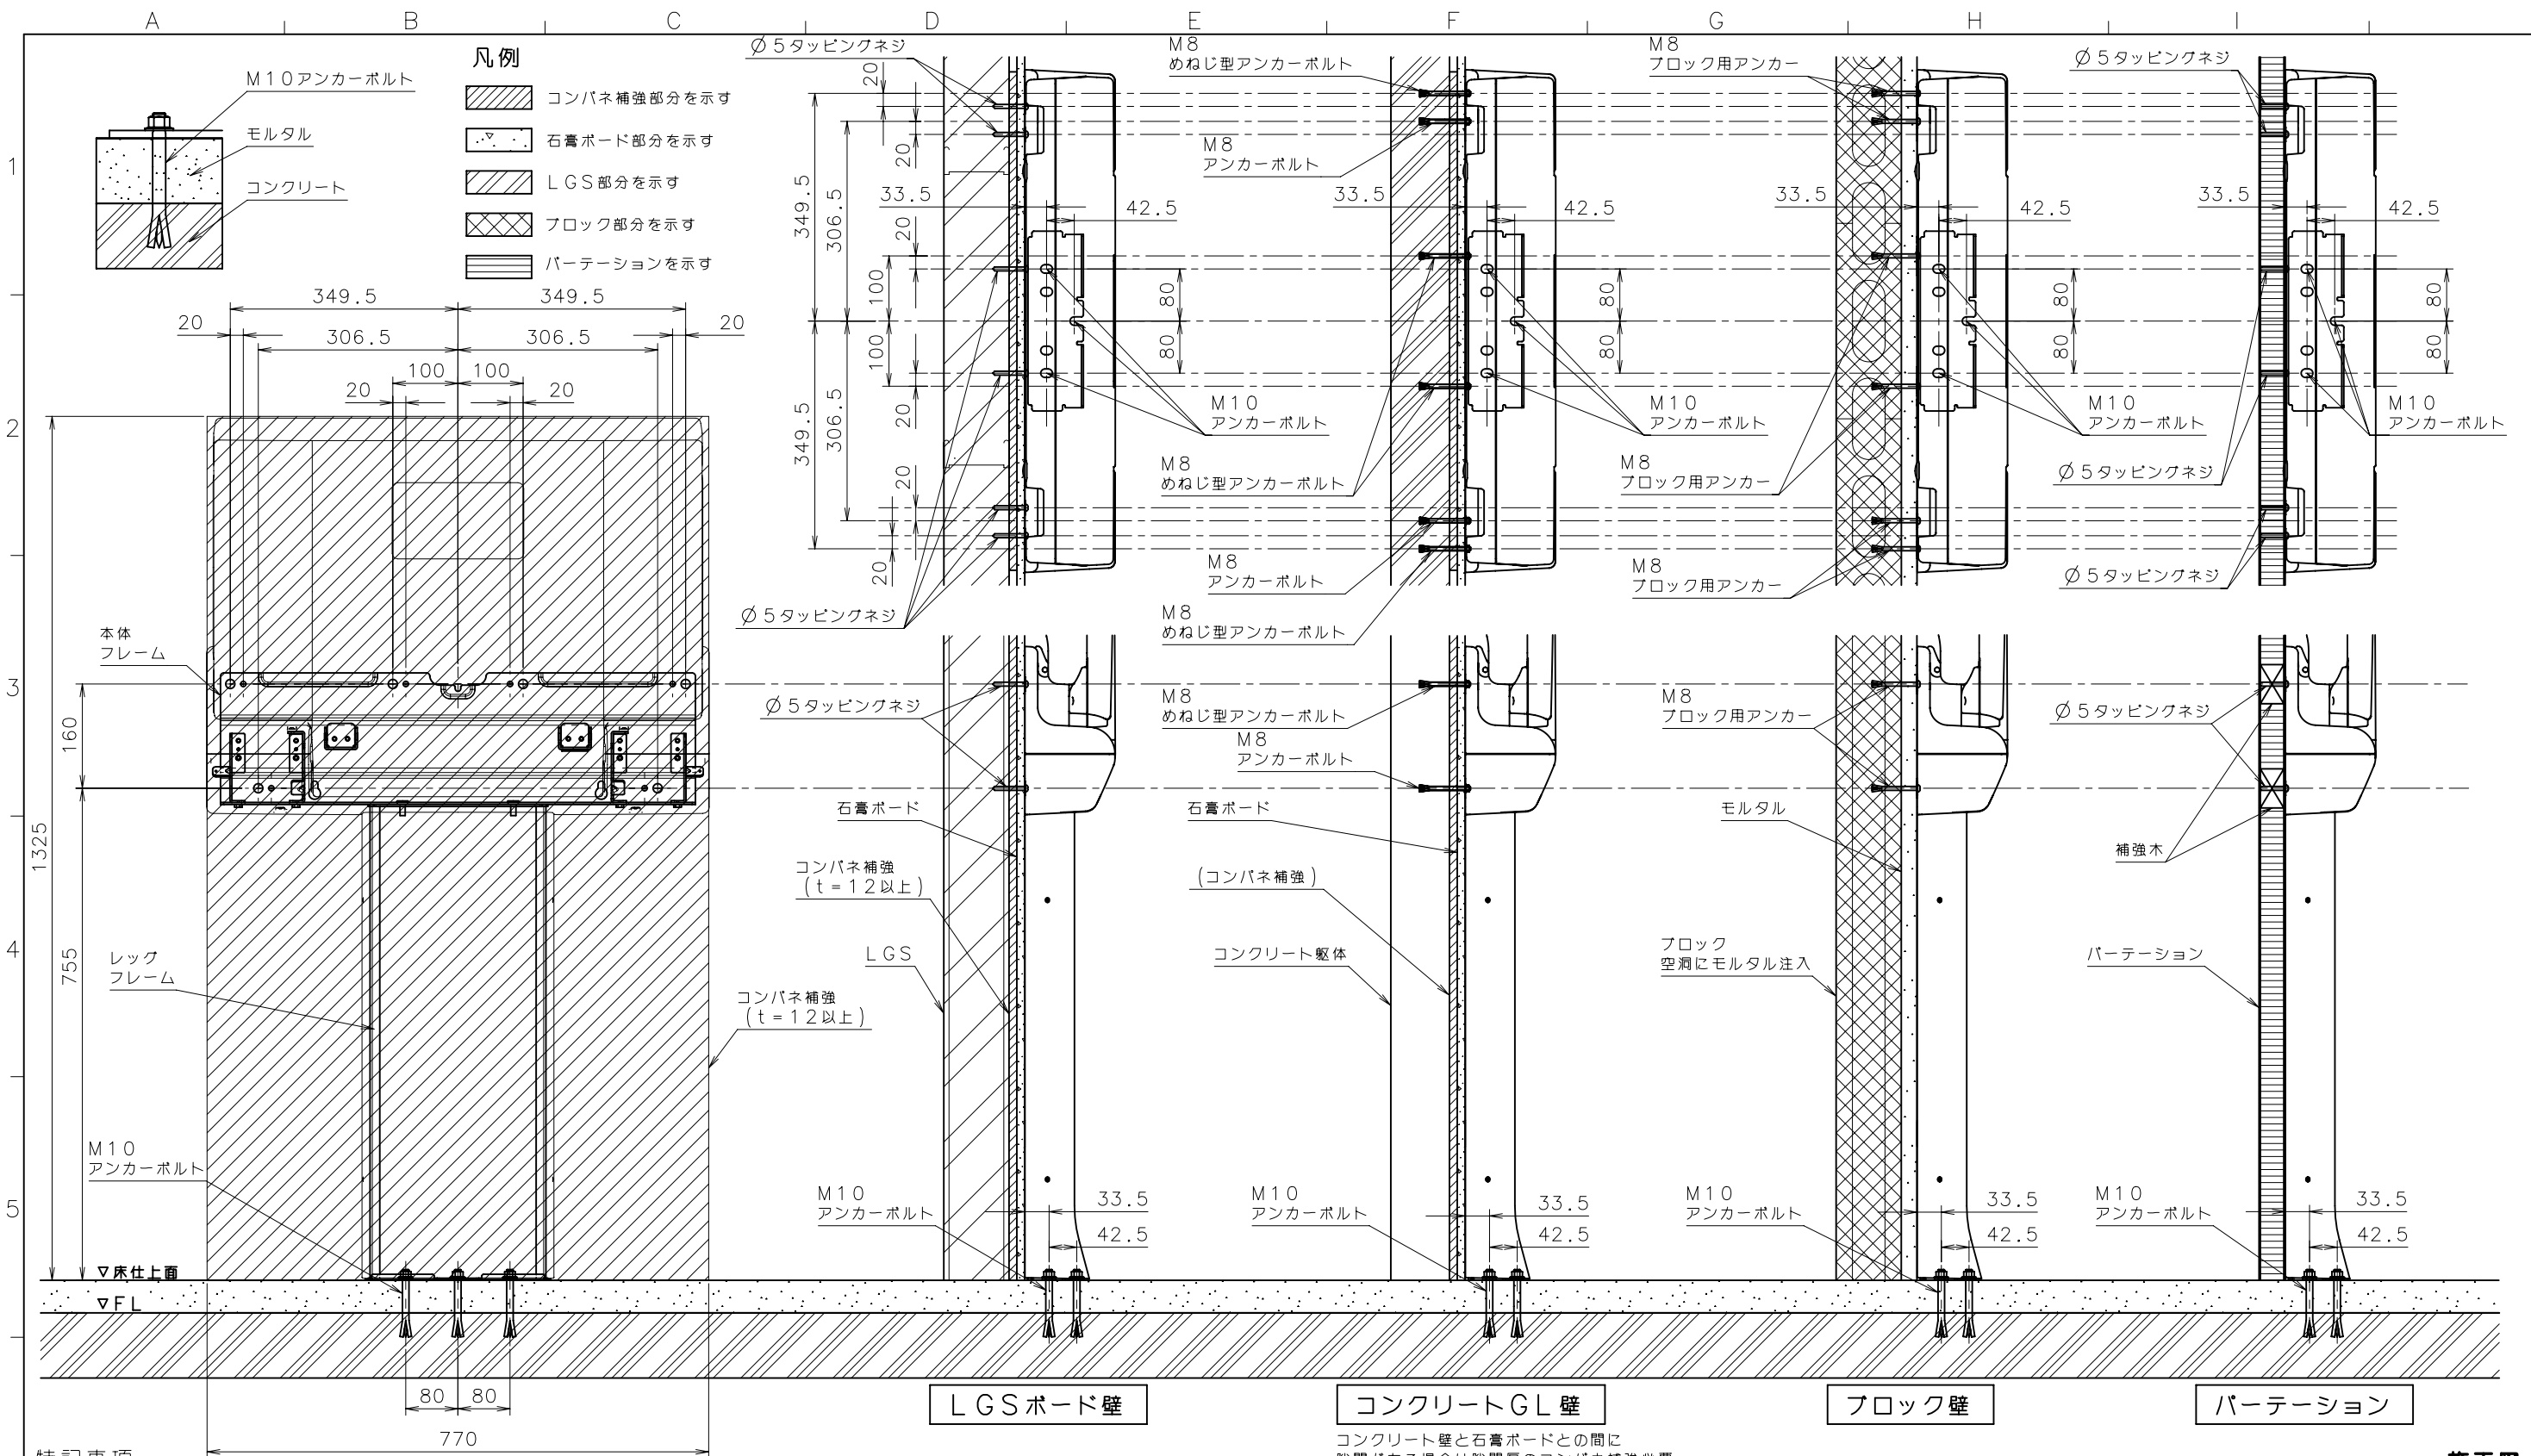 A B C D E F G H I
1
2
3
4
5
M10アンカーボルト
モルタル
コンクリート
凡例
コンパネ補強部分を示す
石膏ボード部分を示す
LGS部分を示す
ブロック部分を示す
パーテーションを示す
349.5 349.5
20 306.5 306.5 20
100 100
20 20
本体
フレーム
160
1325
755
レッグ
フレーム
コンパネ補強
(t=12以上)
M10
アンカーボルト
▽床仕上面
▽FL
80 80
770
∅5タッピングネジ
20
349.5
306.5
20
33.5
42.5
20
100
80
100
80
349.5
306.5
20
20
20
M10
アンカーボルト
∅5タッピングネジ
∅5タッピングネジ
石膏ボード
コンパネ補強
(t=12以上)
LGS
M10
アンカーボルト
33.5
42.5
LGSボード壁
M8
めねじ型アンカーボルト
M8
アンカーボルト
33.5
42.5
80
80
M10
アンカーボルト
M8
めねじ型アンカーボルト
M8
アンカーボルト
M8
めねじ型アンカーボルト
M8
めねじ型アンカーボルト
M8
アンカーボルト
石膏ボード
(コンパネ補強)
コンクリート躯体
M10
アンカーボルト
33.5
42.5
コンクリートGL壁
コンクリート壁と石膏ボードとの間に
M8
ブロック用アンカー
33.5
42.5
80
80
M10
アンカーボルト
M8
ブロック用アンカー
M8
ブロック用アンカー
M8
ブロック用アンカー
モルタル
ブロック
空洞にモルタル注入
M10
アンカーボルト
33.5
42.5
ブロック壁
∅5タッピングネジ
33.5
42.5
80
80
M10
アンカーボルト
∅5タッピングネジ
∅5タッピングネジ
∅5タッピングネジ
補強木
パーテーション
M10
アンカーボルト
33.5
42.5
パーテーション